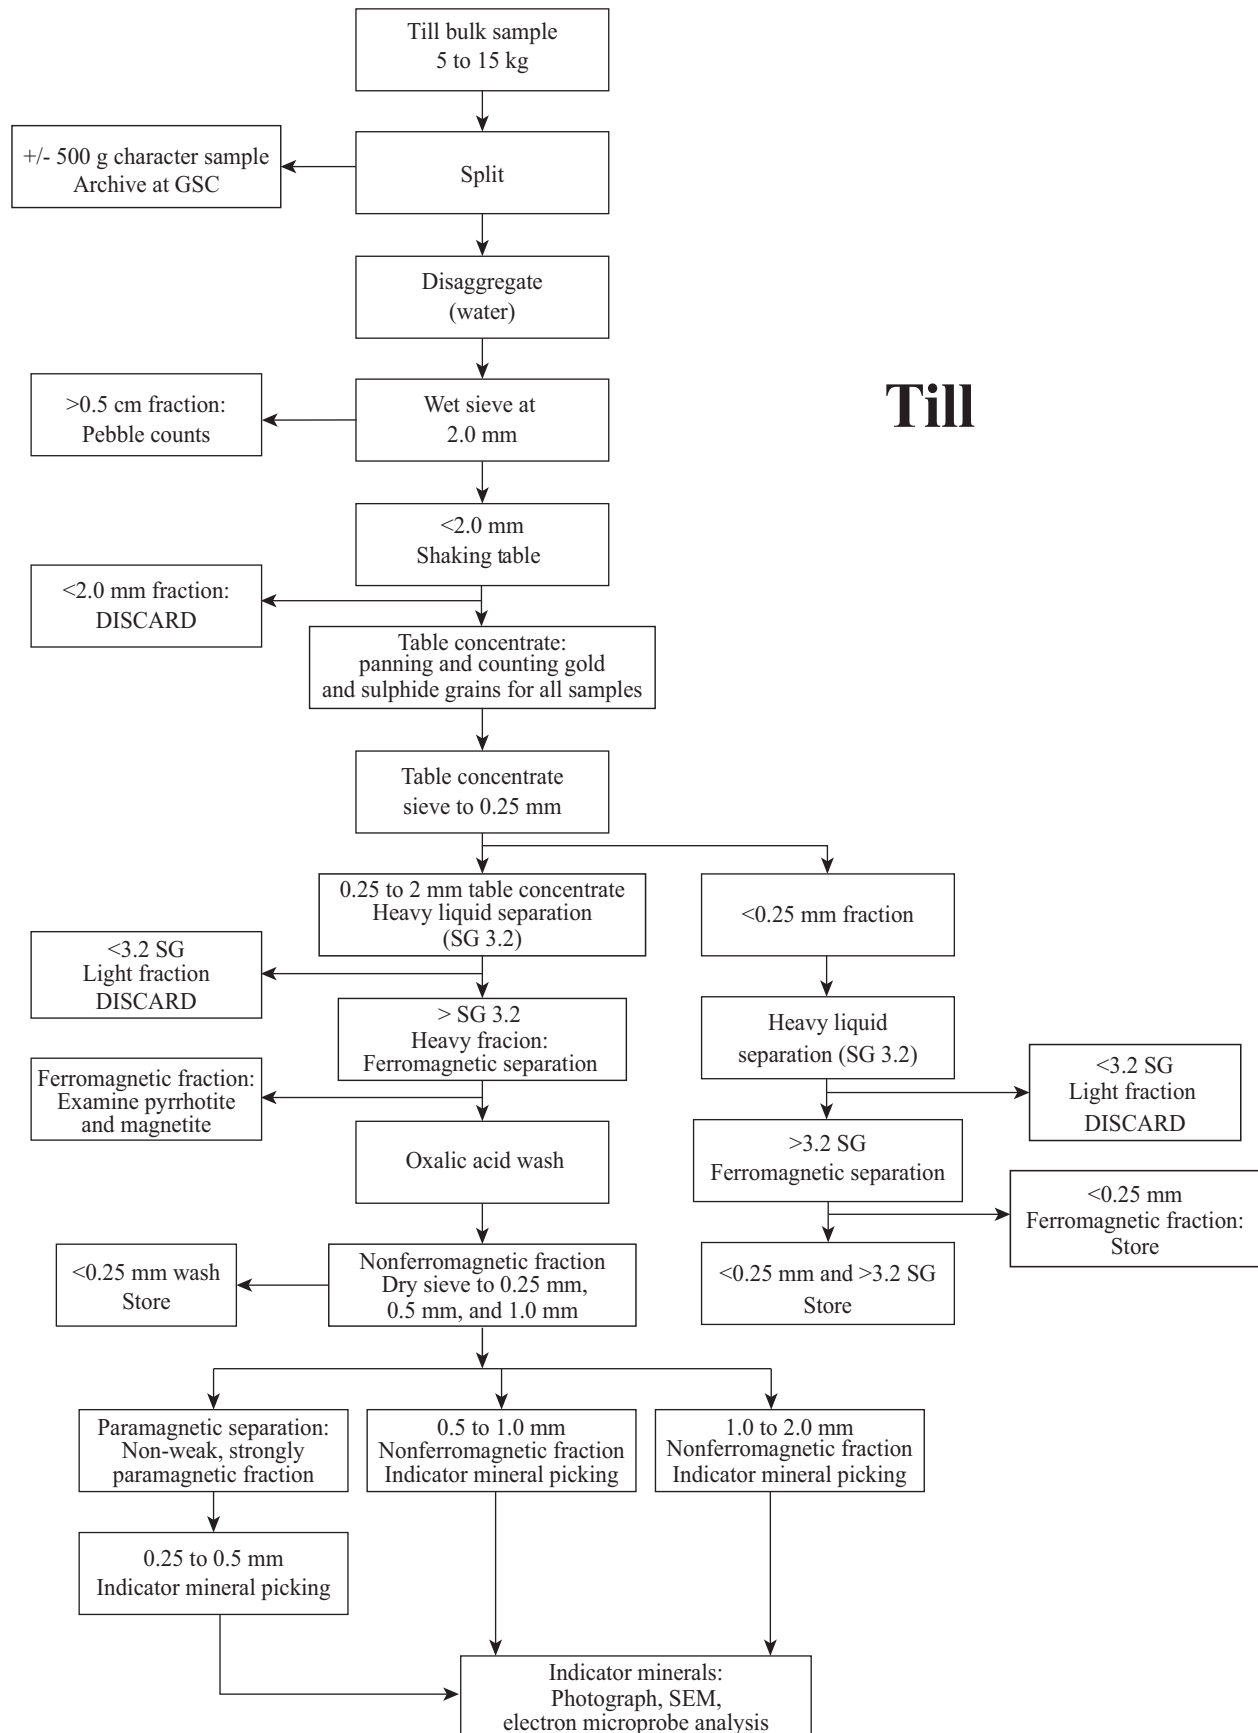 Till bulk sample
5 to 15 kg
+/- 500 g character sample
Archive at GSC
Split
Disaggregate
(water)
>0.5 cm fraction:
Pebble counts
Wet sieve at
2.0 mm
Till
<2.0 mm
Shaking table
<2.0 mm fraction:
DISCARD
Table concentrate:
panning and counting gold
and sulphide grains for all samples
Table concentrate
sieve to 0.25 mm
0.25 to 2 mm table concentrate
Heavy liquid separation
(SG 3.2)
<0.25 mm fraction
<3.2 SG
Light fraction
DISCARD
> SG 3.2
Heavy fracion:
Ferromagnetic separation
Heavy liquid
separation (SG 3.2)
Ferromagnetic fraction:
Examine pyrrhotite
and magnetite
<3.2 SG
Light fraction
DISCARD
Oxalic acid wash
>3.2 SG
Ferromagnetic separation
<0.25 mm
Ferromagnetic fraction:
Store
<0.25 mm wash
Store
Nonferromagnetic fraction
Dry sieve to 0.25 mm,
0.5 mm, and 1.0 mm
<0.25 mm and >3.2 SG
Store
Paramagnetic separation:
Non-weak, strongly
paramagnetic fraction
0.5 to 1.0 mm
Nonferromagnetic fraction
Indicator mineral picking
1.0 to 2.0 mm
Nonferromagnetic fraction
Indicator mineral picking
0.25 to 0.5 mm
Indicator mineral picking
Indicator minerals:
Photograph, SEM,
electron microprobe analysis